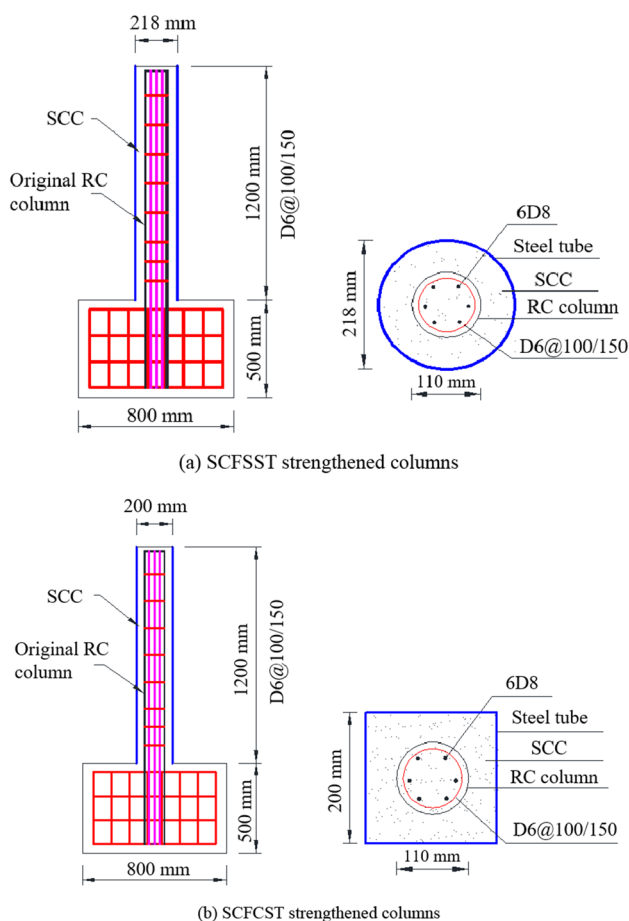 218 mm
SCC
Original RC
column
1200 mm
D6@100/150
500 mm
800 mm
6D8
Steel tube
SCC
RC column
D6@100/150
218 mm
110 mm
(a) SCFSST strengthened columns
200 mm
SCC
Original RC
column
1200 mm
D6@100/150
500 mm
800 mm
6D8
Steel tube
SCC
RC column
D6@100/150
200 mm
110 mm
(b) SCFCST strengthened columns